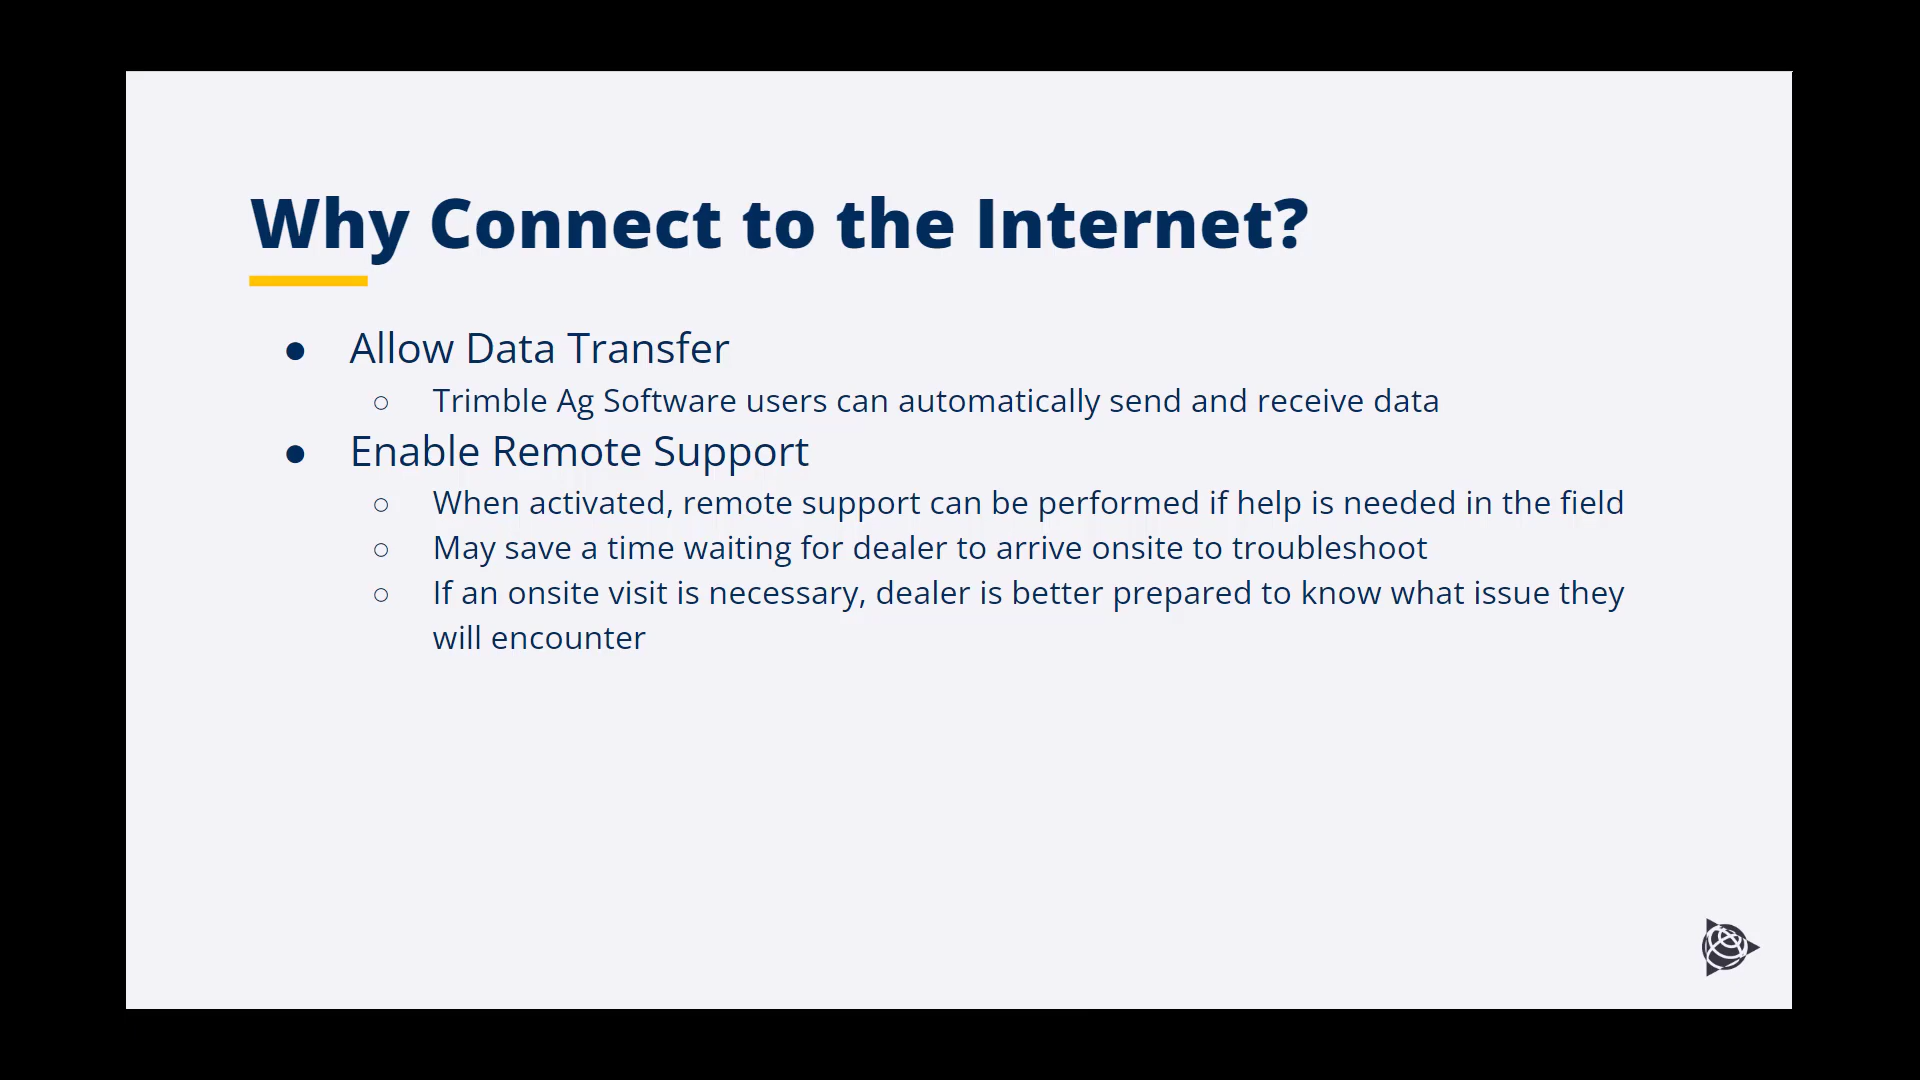 Why Connect to the Internet?
● Allow Data Transfer
○ Trimble Ag Software users can automatically send and receive data
● Enable Remote Support
○ When activated, remote support can be performed if help is needed in the field
○ May save a time waiting for dealer to arrive onsite to troubleshoot
○ If an onsite visit is necessary, dealer is better prepared to know what issue they
will encounter